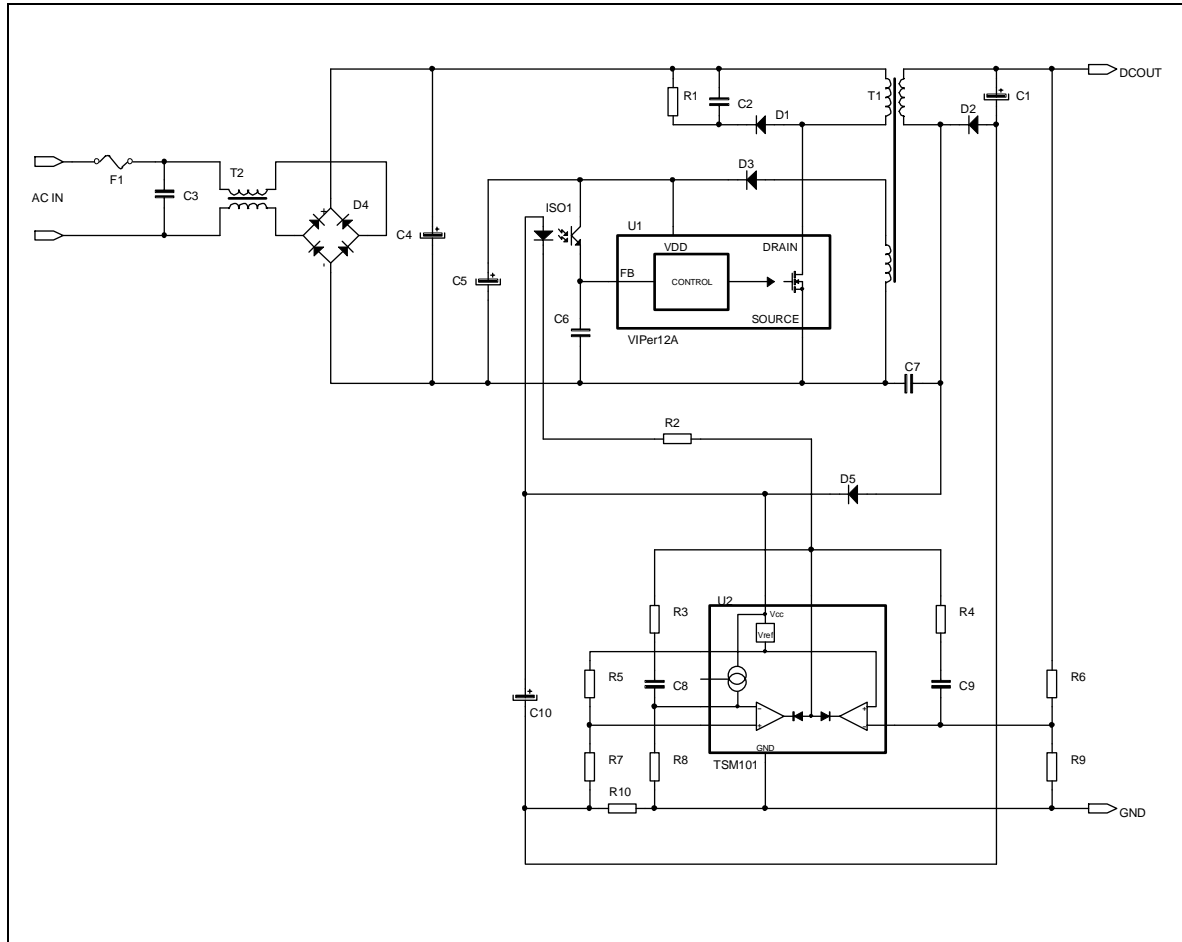 DCOUT
R1
C2
T1
C1
D1
D2
F1
T2
D3
AC IN
C3
ISO1
D4
U1
C4
VDD
DRAIN
FB
CONTROL
C5
C6
SOURCE
VIPer12A
C7
R2
D5
U2
R3
Vcc
R4
Vref
R5
C8
C9
R6
C10
GND
R7
R8
TSM101
R9
R10
GND
+
+
+
+
+
-
-
+
+
-